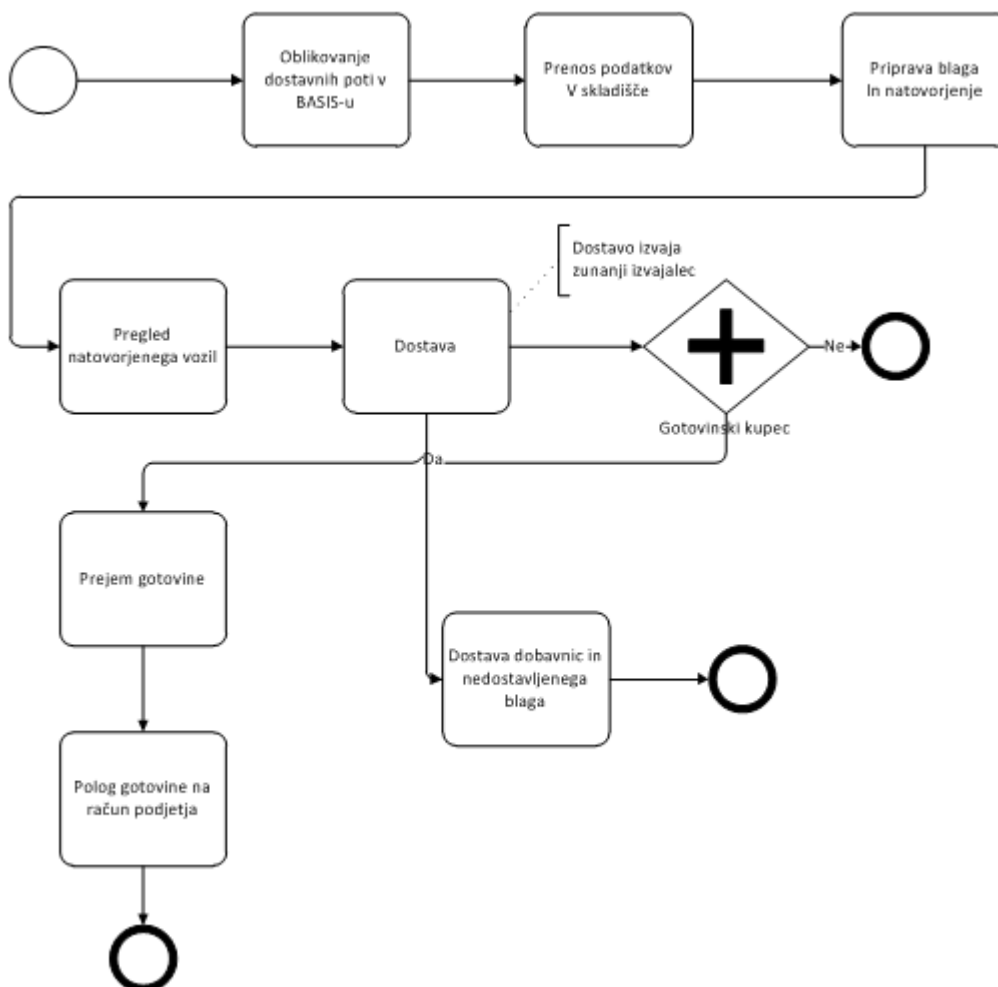 Oblikovanje
dostavnih poti v
BASIS-u
Prenos podatkov
V skladišče
Priprava blaga
In natovorjenje
Dostavo izvaja
zunanji izvajalec
Pregled
natovorjenega vozil
Dostava
Ne
Gotovinski kupec
Da
Prejem gotovine
Dostava dobavnic in
nedostavljenega
blaga
Polog gotovine na
račun podjetja